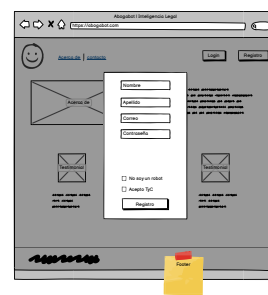 Abogabot | Inteligencia Legal
https://abogabot.com
Acerca de | contacto
Login
Registro
Nombre
Apellido
Correo
Contraseña
Acerca de
Testimonial
Testimonial
No soy un robot
Acepto TyC
Registro
Footer